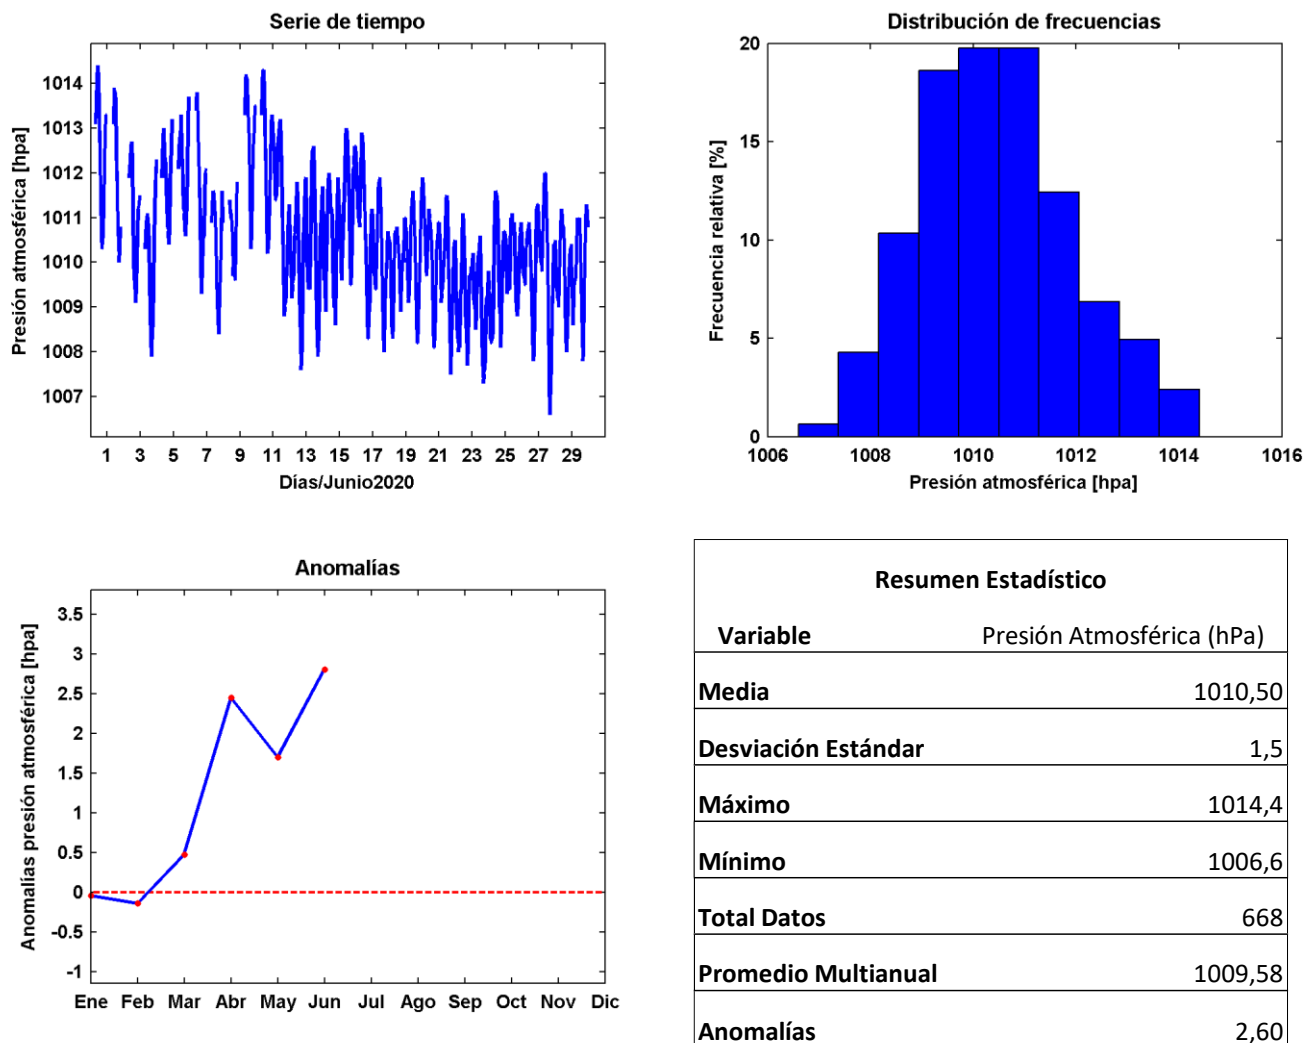 Serie de tiempo
Presión atmosférica [hpa]
1014
1013
1012
1011
1010
1009
1008
1007
1 3 5 7 9 11 13 15 17 19 21 23 25 27 29
Días/Junio2020
Distribución de frecuencias
Frecuencia relativa [%]
20
15
10
5
0
1006 1008 1010 1012 1014 1016
Presión atmosférica [hpa]
Anomalías
Anomalías presión atmosférica [hpa]
3.5
3
2.5
2
1.5
1
0.5
0
-0.5
-1
Ene Feb Mar Abr May Jun Jul Ago Sep Oct Nov Dic
Resumen Estadístico
Variable Presión Atmosférica (hPa)
Media 1010,50
Desviación Estándar 1,5
Máximo 1014,4
Mínimo 1006,6
Total Datos 668
Promedio Multianual 1009,58
Anomalías 2,60